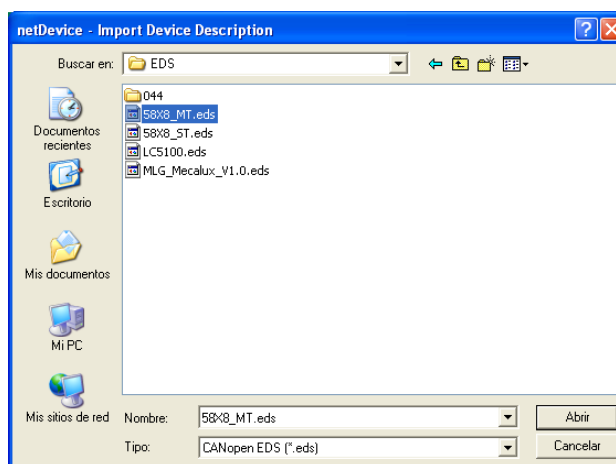 netDevice - Import Device Description
Buscar en: EDS
044
58X8_MT.eds
58X8_ST.eds
LC5100.eds
MLG_Mecalux_V1.0.eds
Documentos
recientes
Escritorio
Mis documentos
Mi PC
Mis sitios de red
Nombre: 58X8_MT.eds Abrir
Tipo: CANopen EDS (*.eds) Cancelar